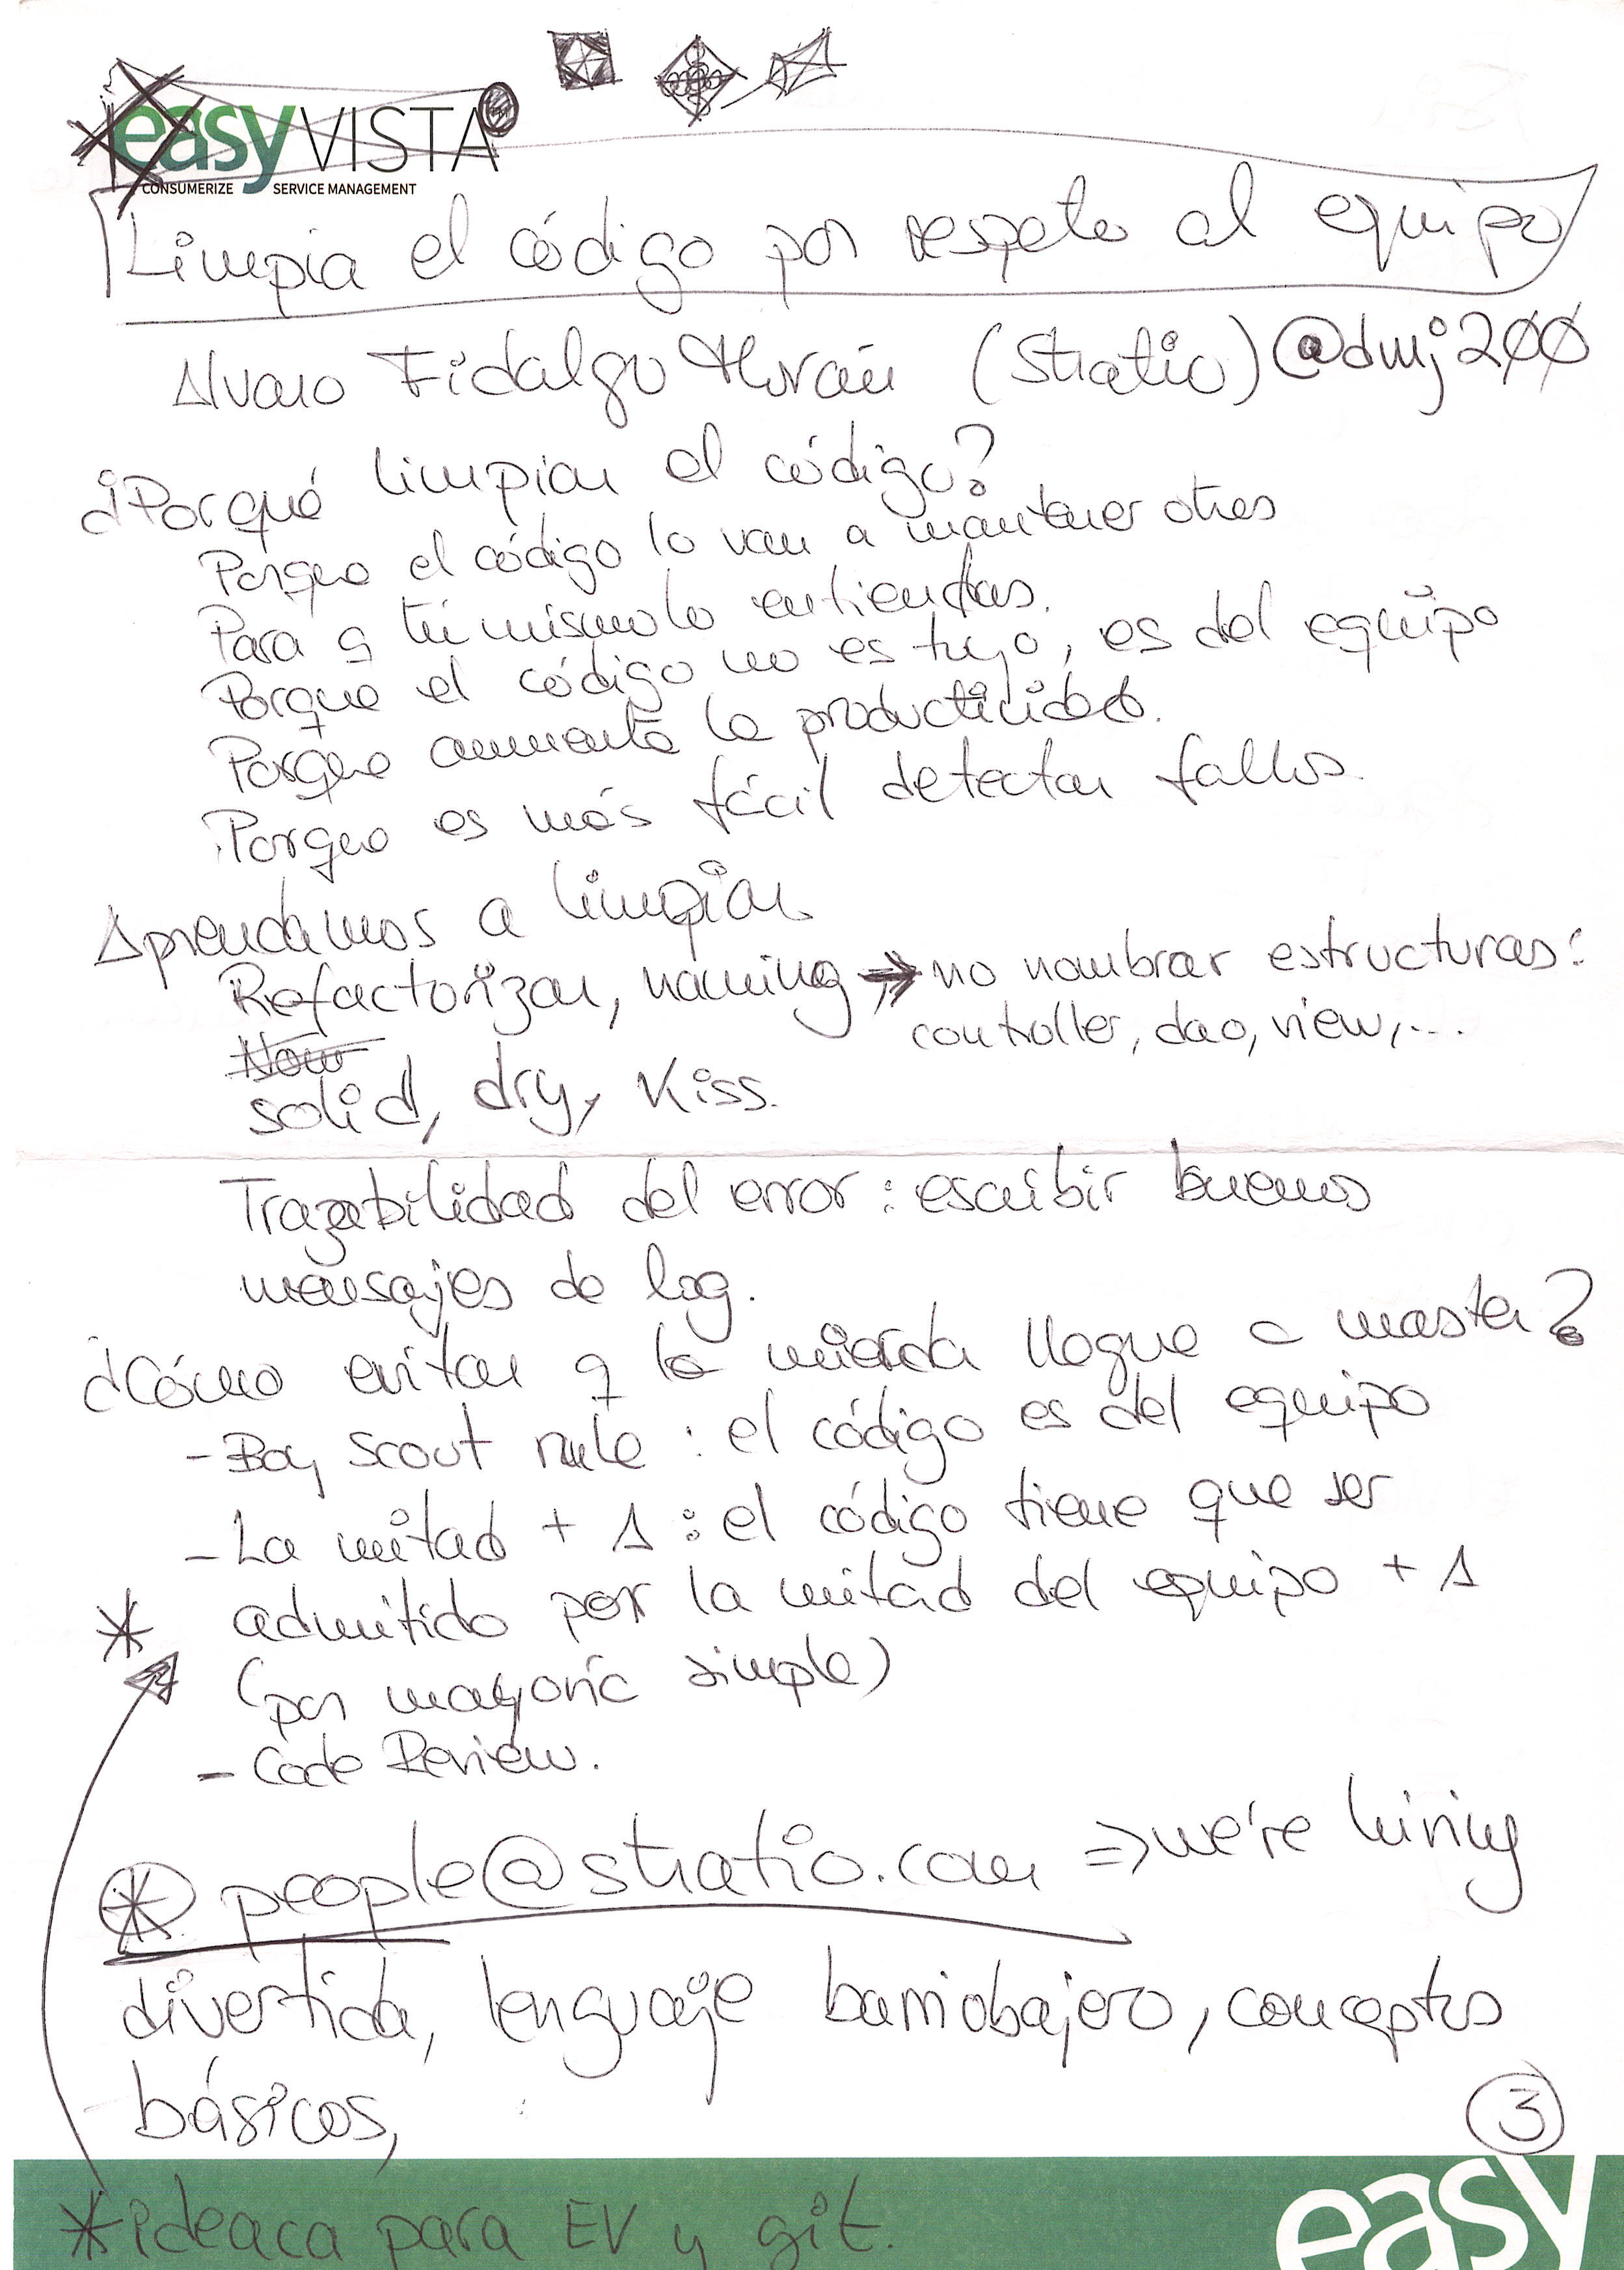 easyVISTA
CONSUMERIZE SERVICE MANAGEMENT
Limpia el código por respeto al equipo
Alvaro Fidalgo Morán (Stratio) @dmj200
¿Porqué limpiar el código?
Porque el código lo van a mantener otros
Para q tú mismo lo entiendas.
Porque el código no es tuyo, es del equipo
Porque aumenta la productividad.
Porque es más fácil detectar fallos.
Aprendamos a limpiar
Refactorizar, naming → no nombrar estructuras:
controller, dao, view,...
Now
solid, dry, Kiss.
Trazabilidad del error: escribir buenos
mensajes de log.
¿Cómo evitar q la mierda llegue a master?
- Boy Scout rule: el código es del equipo
- La mitad + 1: el código tiene que ser
* admitido por la mitad del equipo + 1
(por mayoría simple)
- Code Review.
* people@stratio.com => we're hiring
divertida, lenguaje barriobajero, conceptos
básicos,
3
* ideaca para EV y git.
easy